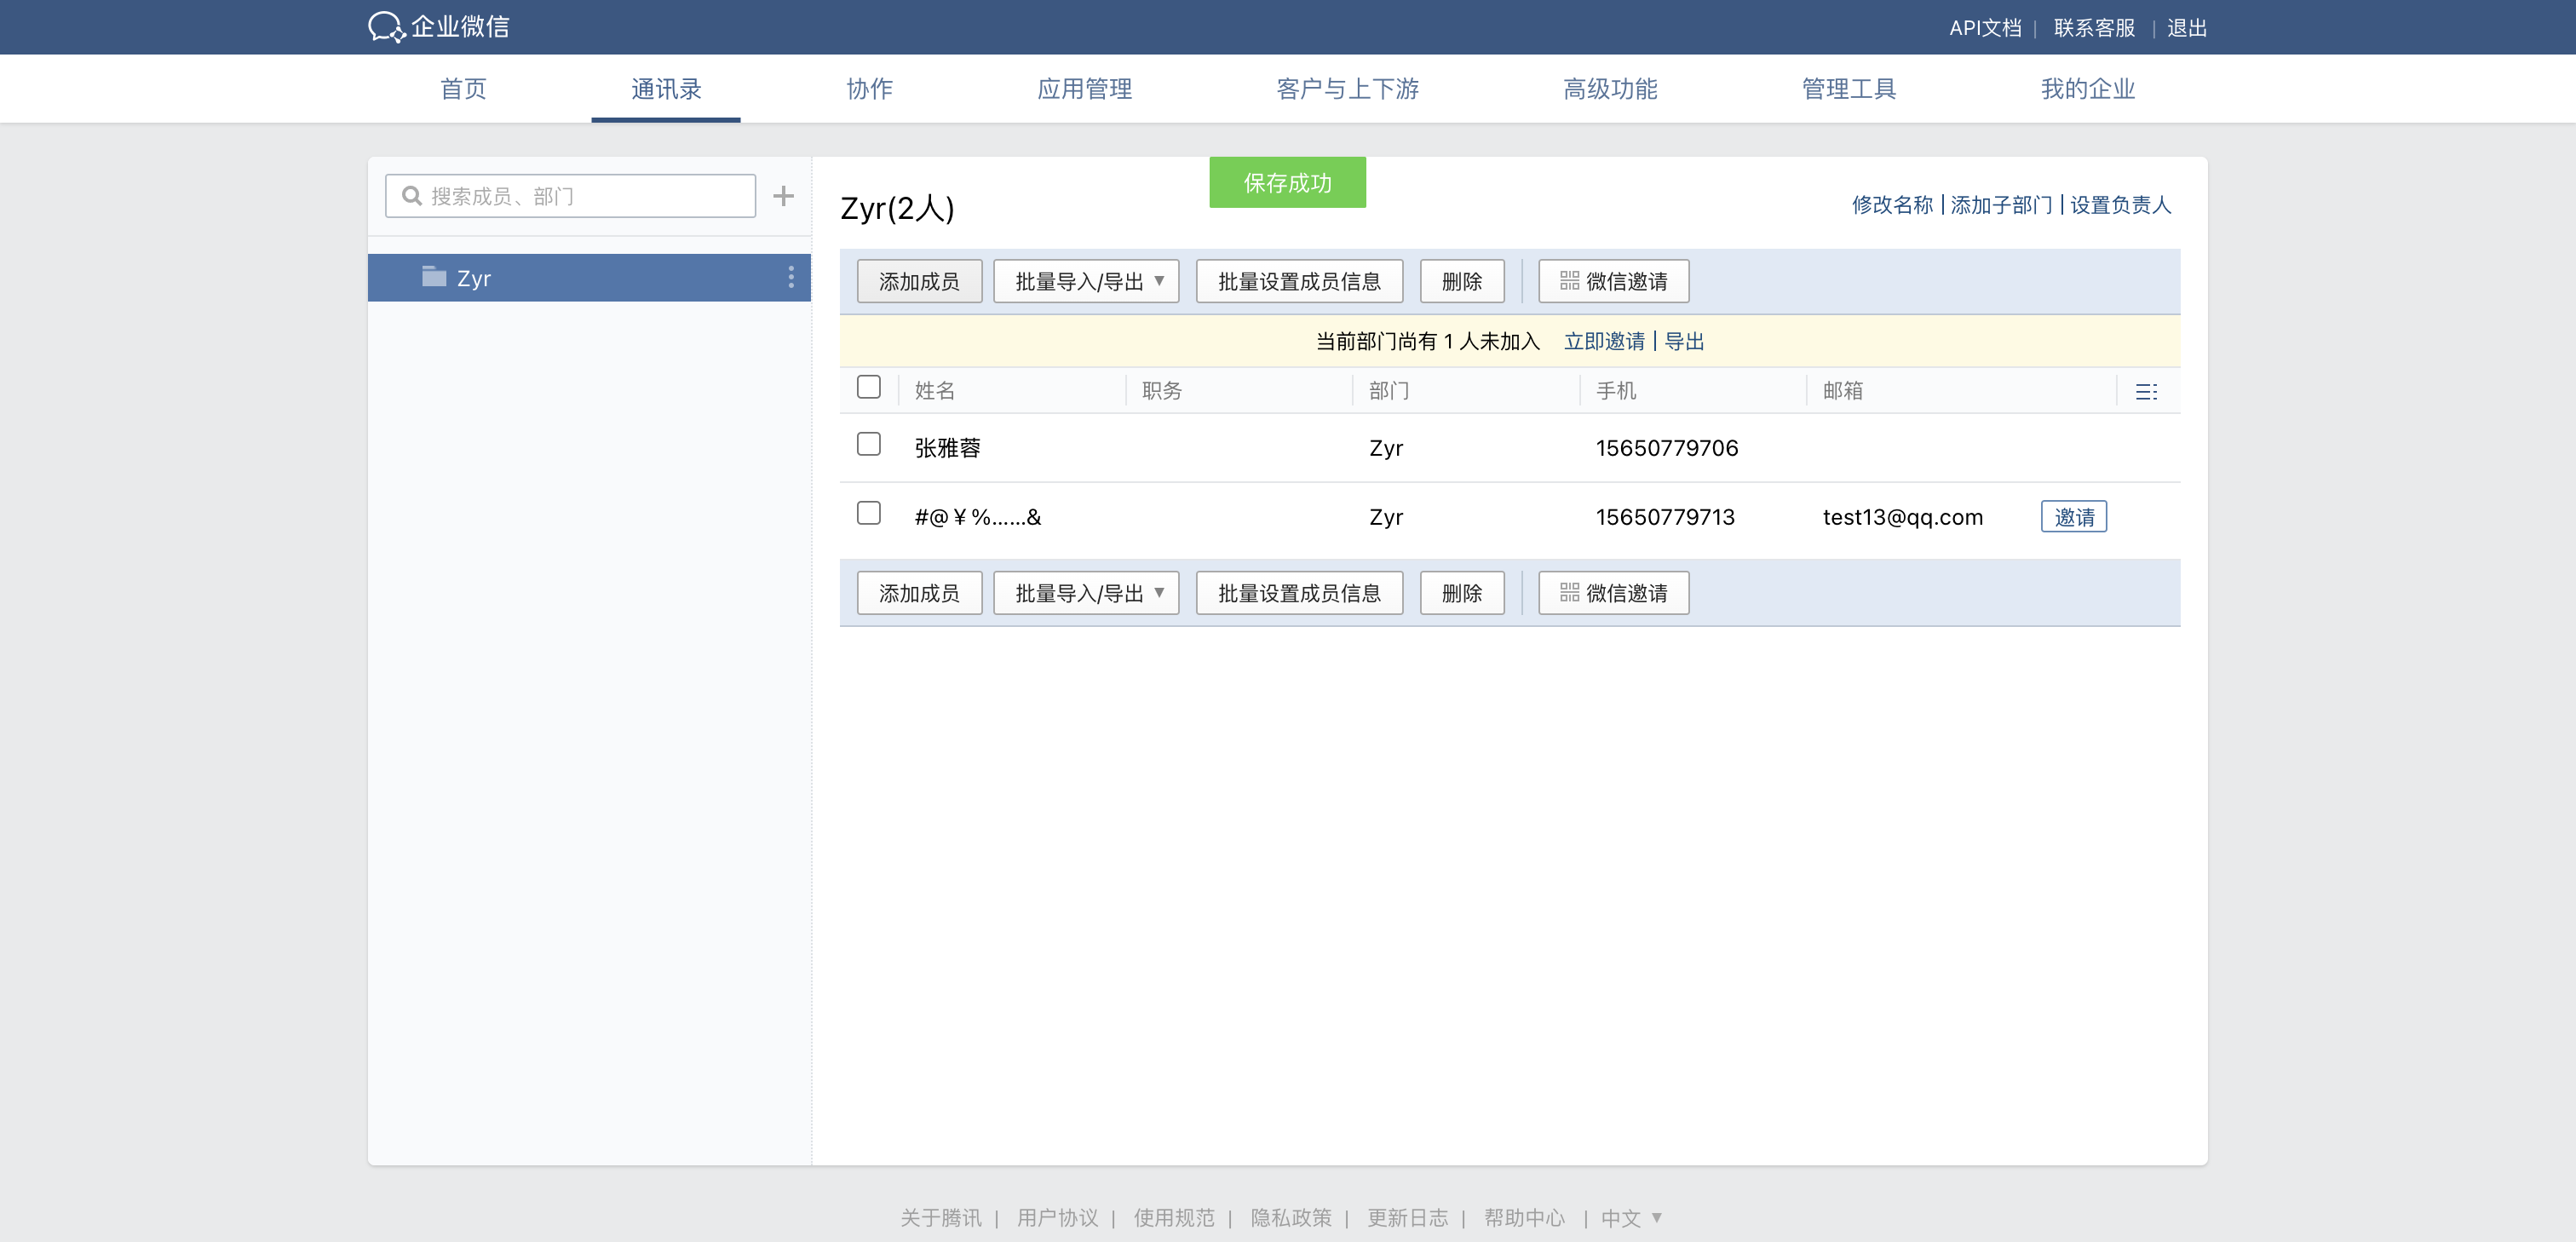 企业微信
API文档 | 联系客服 | 退出
首页 通讯录 协作 应用管理 客户与上下游 高级功能 管理工具 我的企业
搜索成员、部门
Zyr
保存成功
Zyr(2人)
修改名称 | 添加子部门 | 设置负责人
添加成员 批量导入/导出 批量设置成员信息 删除 微信邀请
当前部门尚有 1 人未加入 立即邀请 | 导出
姓名 职务 部门 手机 邮箱
张雅蓉 Zyr 15650779706
#@￥%......& Zyr 15650779713 test13@qq.com 邀请
添加成员 批量导入/导出 批量设置成员信息 删除 微信邀请
关于腾讯 | 用户协议 | 使用规范 | 隐私政策 | 更新日志 | 帮助中心 | 中文